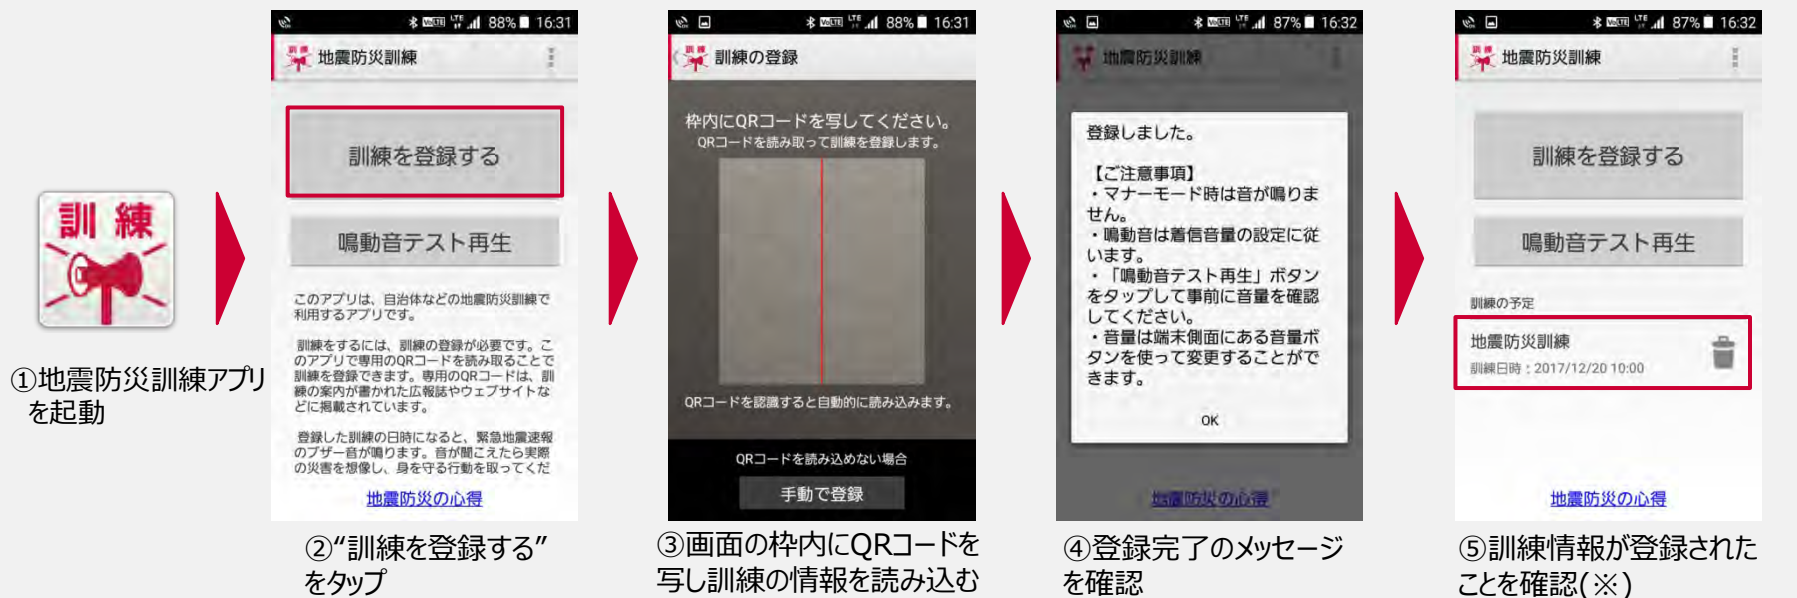 訓 練
①地震防災訓練アプリ
を起動
LTE
88% 16:31
訓 練
地震防災訓練
訓練を登録する
鳴動音テスト再生
このアプリは、自治体などの地震防災訓練で
利用するアプリです。
訓練をするには、訓練の登録が必要です。こ
のアプリで専用のQRコードを読み取ることで
訓練を登録できます。専用のQRコードは、訓
練の案内が書かれた広報誌やウェブサイトな
どに掲載されています。
登録した訓練の日時になると、緊急地震速報
のブザー音が鳴ります。音が聞こえたら実際
の災害を想像し、身を守る行動を取ってくだ
地震防災の心得
②“訓練を登録する”
をタップ
VoLTE LTE 88% 16:31
訓 練
訓練の登録
枠内にQRコードを写してください。
QRコードを読み取って訓練を登録します。
QRコードを認識すると自動的に読み込みます。
QRコードを読み込めない場合
手動で登録
③画面の枠内にQRコードを
写し訓練の情報を読み込む
VoLTE LTE 87% 16:32
地震防災訓練
登録しました。
【ご注意事項】
・マナーモード時は音が鳴りま
せん。
・鳴動音は着信音量の設定に従
います。
・「鳴動音テスト再生」ボタン
をタップして事前に音量を確認
してください。
・音量は端末側面にある音量ボ
タンを使って変更することがで
きます。
OK
地震防災の心得
④登録完了のメッセージ
を確認
VoLTE LTE 87% 16:32
訓 練
地震防災訓練
訓練を登録する
鳴動音テスト再生
訓練の予定
地震防災訓練
訓練日時：2017/12/20 10:00
地震防災の心得
⑤訓練情報が登録された
ことを確認(※)